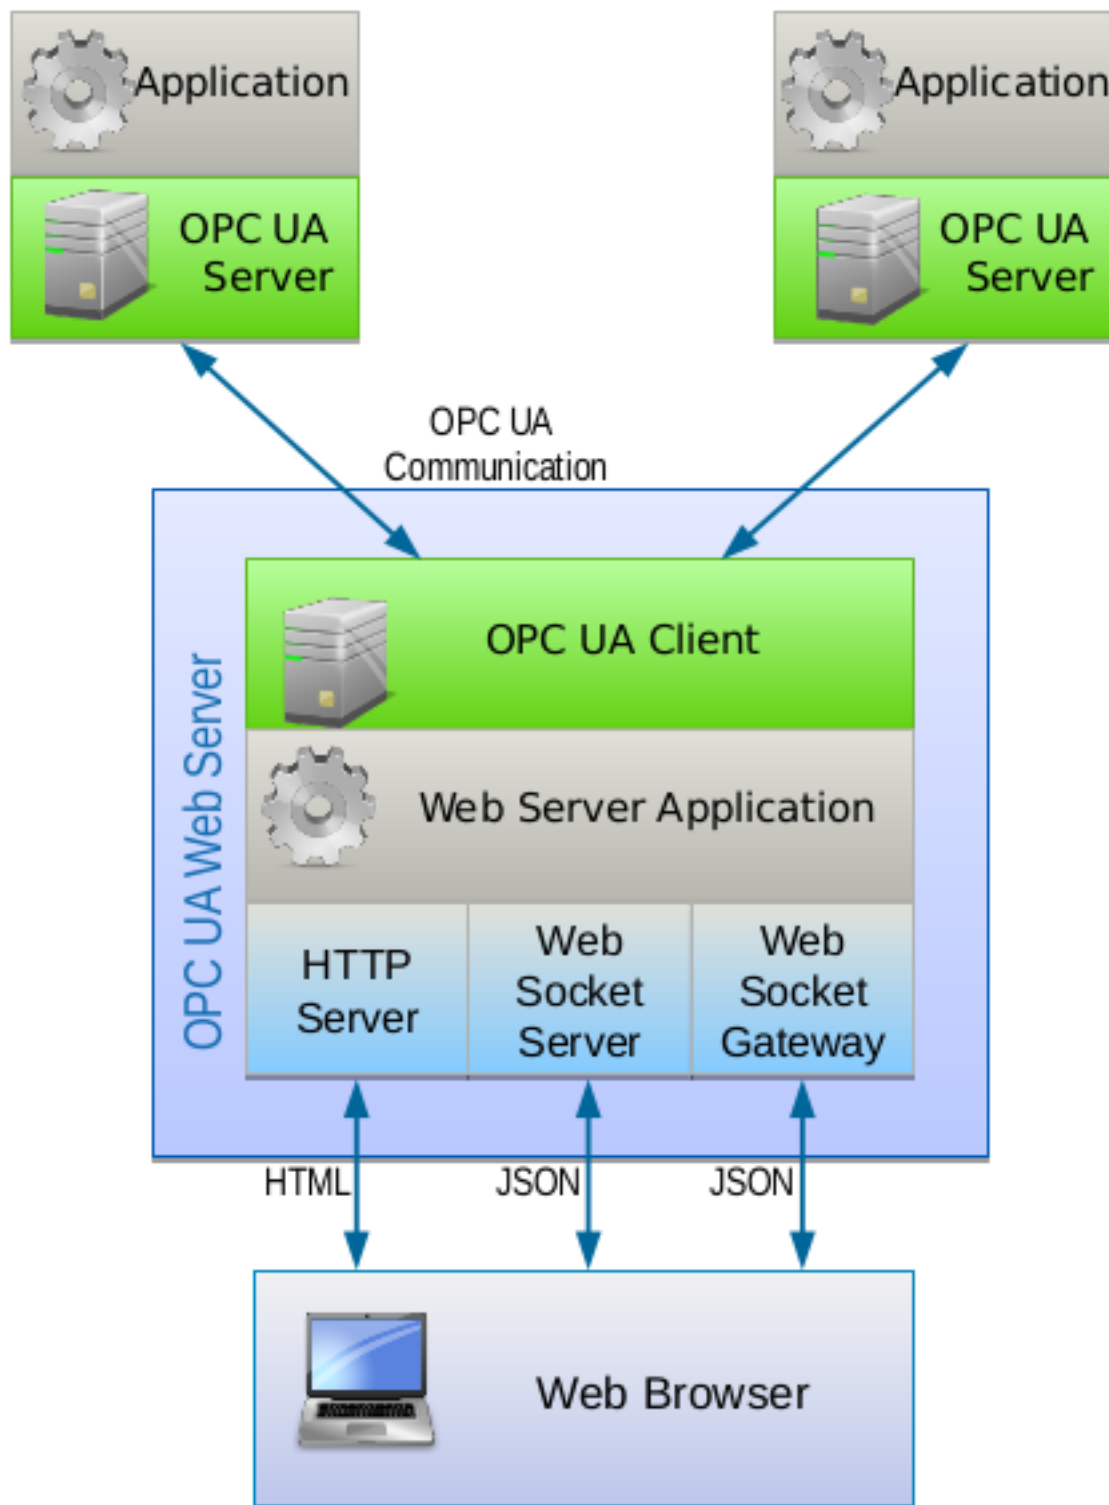 Application
Application
OPC UA
Server
OPC UA
Server
OPC UA
Communication
OPC UA Web Server
OPC UA Client
Web Server Application
HTTP
Server
Web
Socket
Server
Web
Socket
Gateway
HTML
JSON
JSON
Web Browser